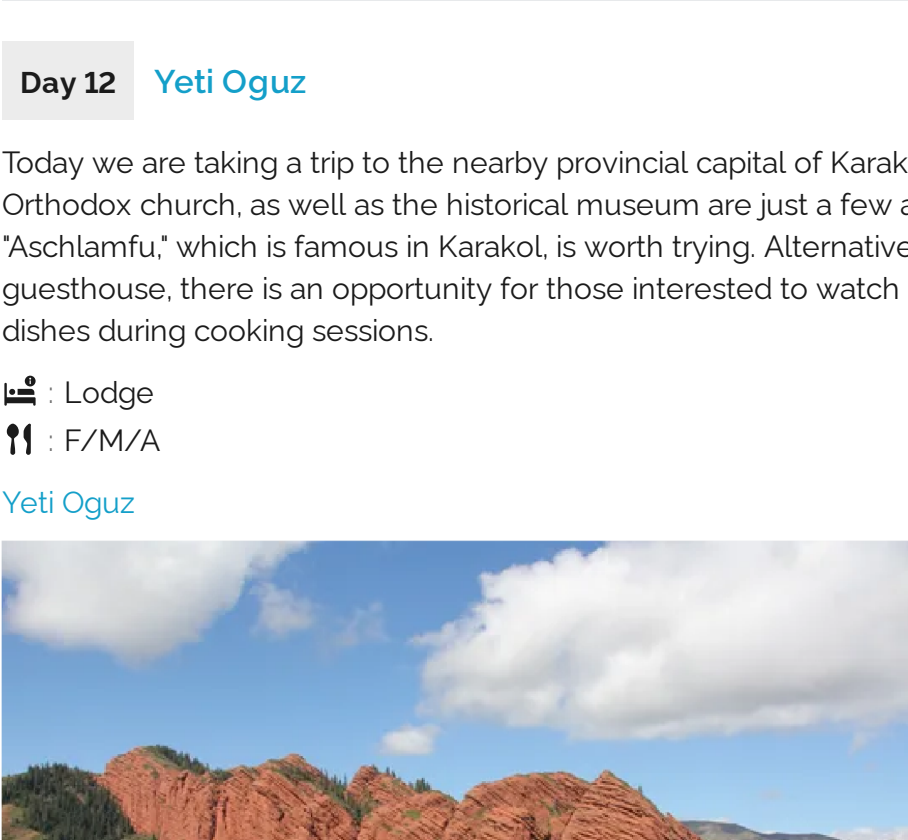 Day 12 Yeti Oguz
Today we are taking a trip to the nearby provincial capital of Karak
Orthodox church, as well as the historical museum are just a few a
"Aschlamfu," which is famous in Karakol, is worth trying. Alternative
guesthouse, there is an opportunity for those interested to watch
dishes during cooking sessions.
: Lodge
: F/M/A
Yeti Oguz